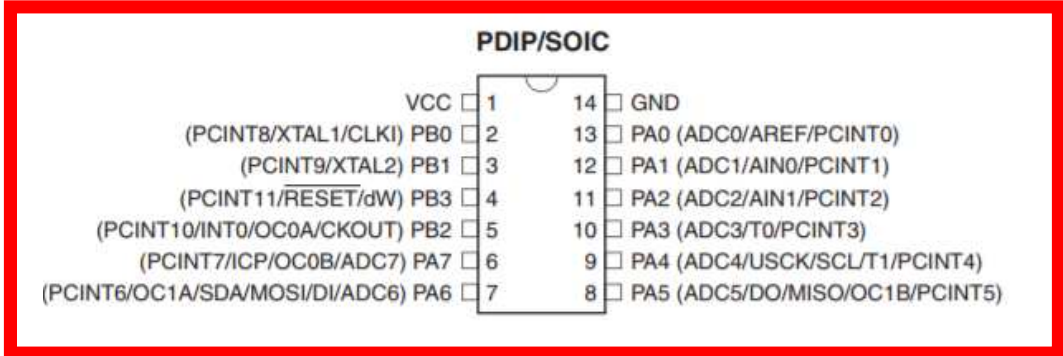 PDIP/SOIC
VCC 1 14 GND
(PCINT8/XTAL1/CLKI) PB0 2 13 PA0 (ADC0/AREF/PCINT0)
(PCINT9/XTAL2) PB1 3 12 PA1 (ADC1/AIN0/PCINT1)
(PCINT11/RESET/dW) PB3 4 11 PA2 (ADC2/AIN1/PCINT2)
(PCINT10/INT0/OC0A/CKOUT) PB2 5 10 PA3 (ADC3/T0/PCINT3)
(PCINT7/ICP/OC0B/ADC7) PA7 6 9 PA4 (ADC4/USCK/SCL/T1/PCINT4)
(PCINT6/OC1A/SDA/MOSI/DI/ADC6) PA6 7 8 PA5 (ADC5/DO/MISO/OC1B/PCINT5)